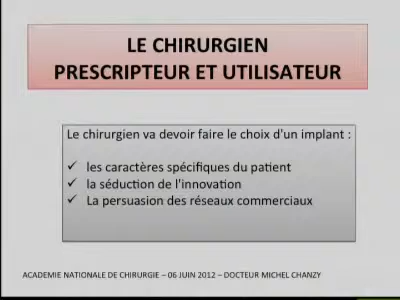 LE CHIRURGIEN
PRESCRIPTEUR ET UTILISATEUR
Le chirurgien va devoir faire le choix d'un implant :
✓ les caractères spécifiques du patient
✓ la séduction de l'innovation
✓ La persuasion des réseaux commerciaux
ACADEMIE NATIONALE DE CHIRURGIE – 06 JUIN 2012 – DOCTEUR MICHEL CHANZY